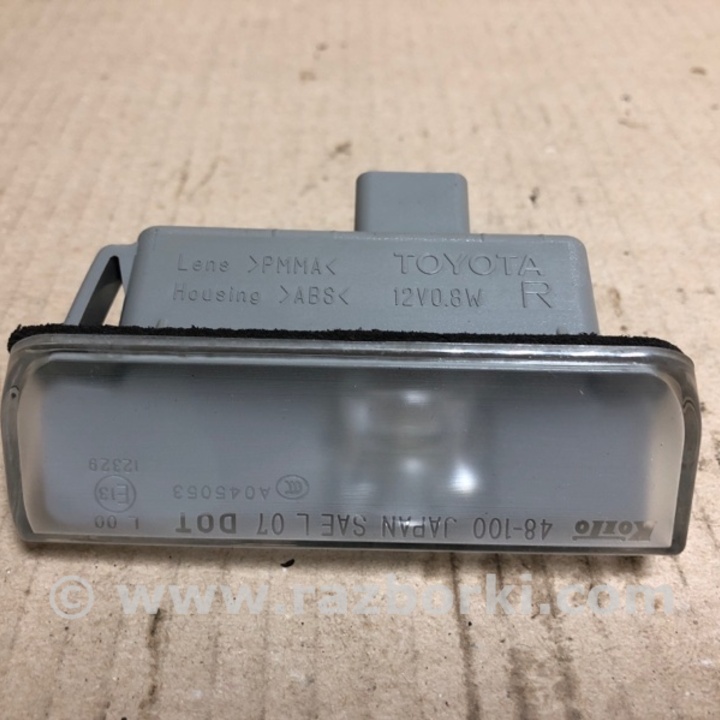 Lens >PMMA< TOYOTA
Housing >ABS< 12V0.8W R
Koito 48-100 JAPAN SAE L 07 DOT L 00
A045053 E13
12329
© www.razborki.com